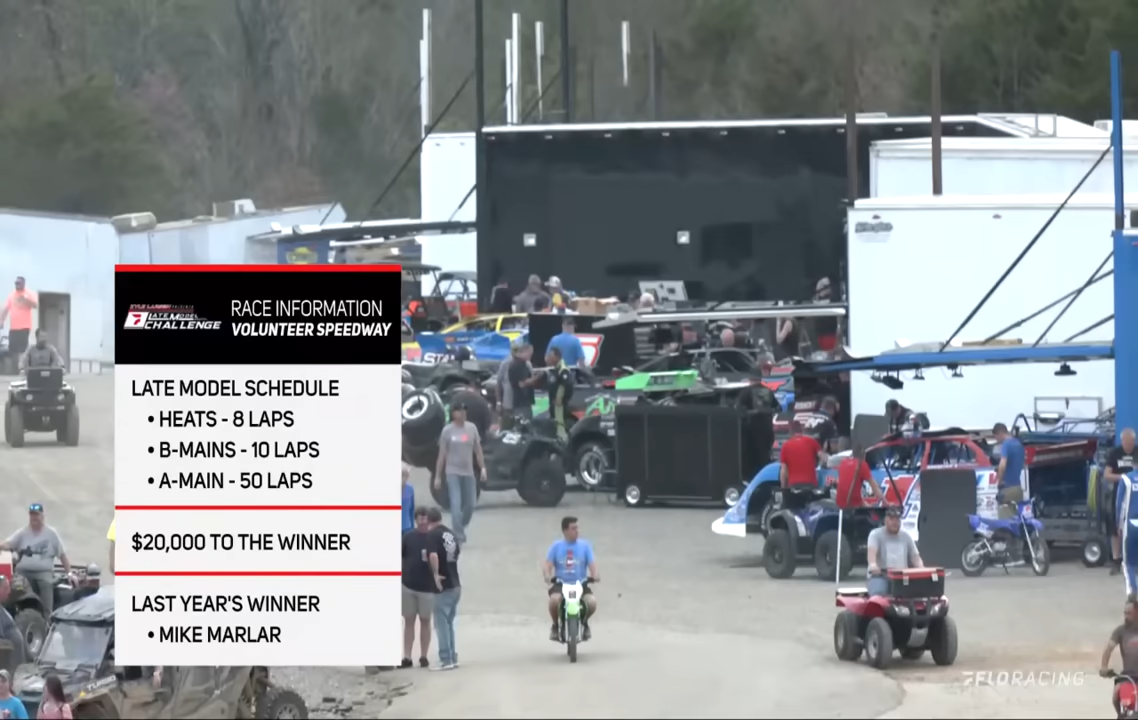 LATE MODEL
CHALLENGE
RACE INFORMATION
VOLUNTEER SPEEDWAY
LATE MODEL SCHEDULE
• HEATS - 8 LAPS
• B-MAINS - 10 LAPS
• A-MAIN - 50 LAPS
$20,000 TO THE WINNER
LAST YEAR'S WINNER
• MIKE MARLAR
FLORACING